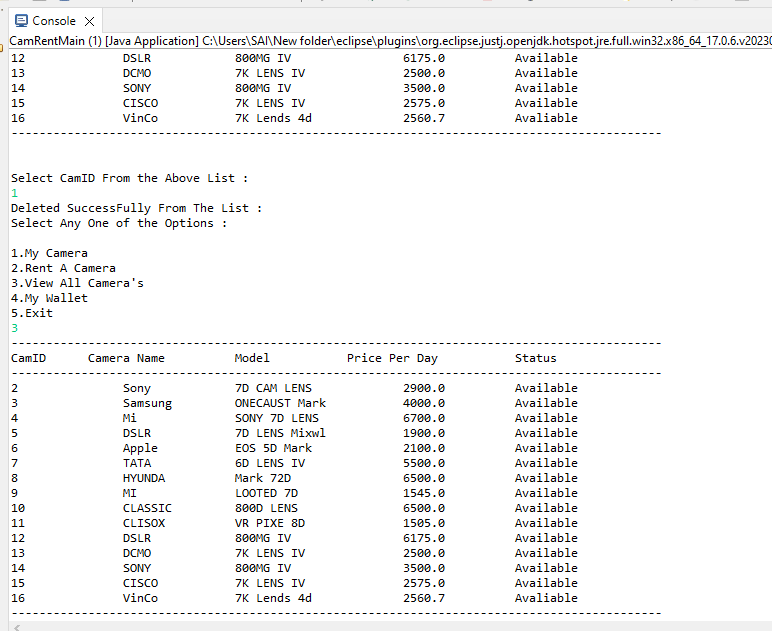 Console
CamRentMain (1) [Java Application] C:\Users\SAI\New folder\eclipse\plugins\org.eclipse.justj.openjdk.hotspot.jre.full.win32.x86_64_17.0.6.v20230
12 DSLR 800MG IV 6175.0 Available
13 DCMO 7K LENS IV 2500.0 Available
14 SONY 800MG IV 3500.0 Available
15 CISCO 7K LENS IV 2575.0 Available
16 VinCo 7K Lends 4d 2560.7 Avaliable
---------------------------------------------------------------------------------------------
Select CamID From the Above List :
1
Deleted SuccessFully From The List :
Select Any One of the Options :
1.My Camera
2.Rent A Camera
3.View All Camera's
4.My Wallet
5.Exit
3
---------------------------------------------------------------------------------------------
CamID Camera Name Model Price Per Day Status
---------------------------------------------------------------------------------------------
2 Sony 7D CAM LENS 2900.0 Available
3 Samsung ONECAUST Mark 4000.0 Available
4 Mi SONY 7D LENS 6700.0 Available
5 DSLR 7D LENS Mixwl 1900.0 Available
6 Apple EOS 5D Mark 2100.0 Available
7 TATA 6D LENS IV 5500.0 Available
8 HYUNDA Mark 72D 6500.0 Available
9 MI LOOTED 7D 1545.0 Available
10 CLASSIC 800D LENS 6500.0 Available
11 CLISOX VR PIXE 8D 1505.0 Available
12 DSLR 800MG IV 6175.0 Available
13 DCMO 7K LENS IV 2500.0 Available
14 SONY 800MG IV 3500.0 Available
15 CISCO 7K LENS IV 2575.0 Available
16 VinCo 7K Lends 4d 2560.7 Avaliable
---------------------------------------------------------------------------------------------